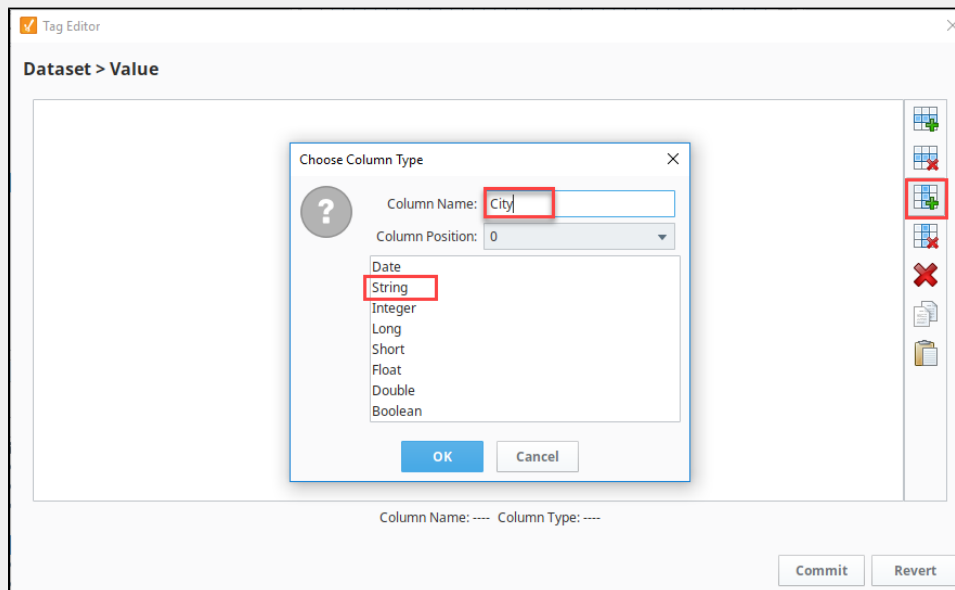 Tag Editor
Dataset > Value
Choose Column Type
?
Column Name: City
Column Position: 0
Date
String
Integer
Long
Short
Float
Double
Boolean
OK Cancel
Column Name: ---- Column Type: ----
Commit Revert